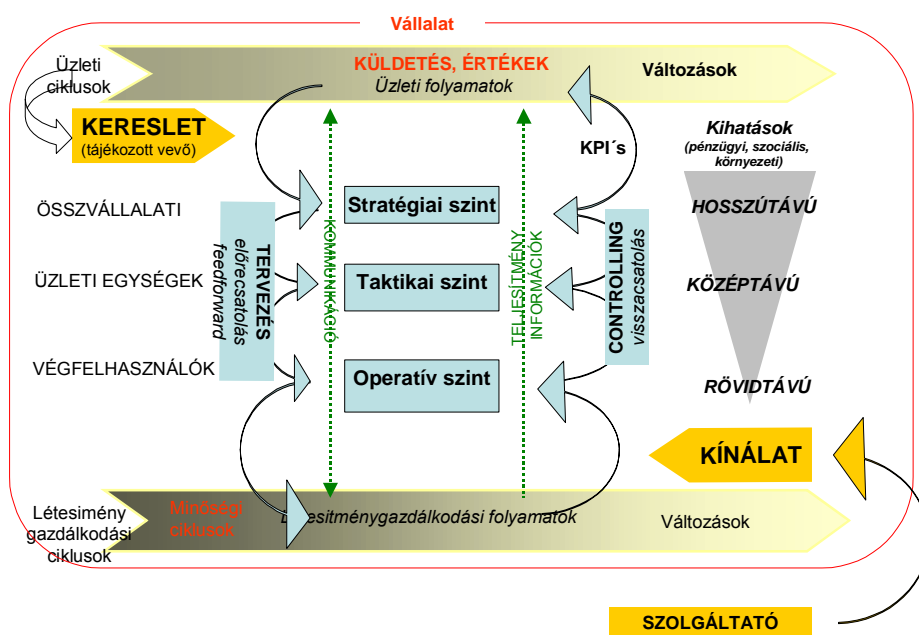 Vállalat
Üzleti
ciklusok
KÜLDETÉS, ÉRTÉKEK
Üzleti folyamatok
Változások
KERESLET
(tájékozott vevő)
KPI´s
Kihatások
(pénzügyi, szociális,
környezeti)
ÖSSZVÁLLALATI
Stratégiai szint
HOSSZÚTÁVÚ
TERVEZÉS
előrecsatolás
feedforward
KOMMUNIKÁCIÓ
TELJESÍTMÉNY
INFORMÁCIÓK
CONTROLLING
visszacsatolás
ÜZLETI EGYSÉGEK
Taktikai szint
KÖZÉPTÁVÚ
VÉGFELHASZNÁLÓK
Operatív szint
RÖVIDTÁVÚ
KÍNÁLAT
Létesimény
gazdálkodási
ciklusok
Minőségi
ciklusok
Létesitménygazdálkodási folyamatok
Változások
SZOLGÁLTATÓ